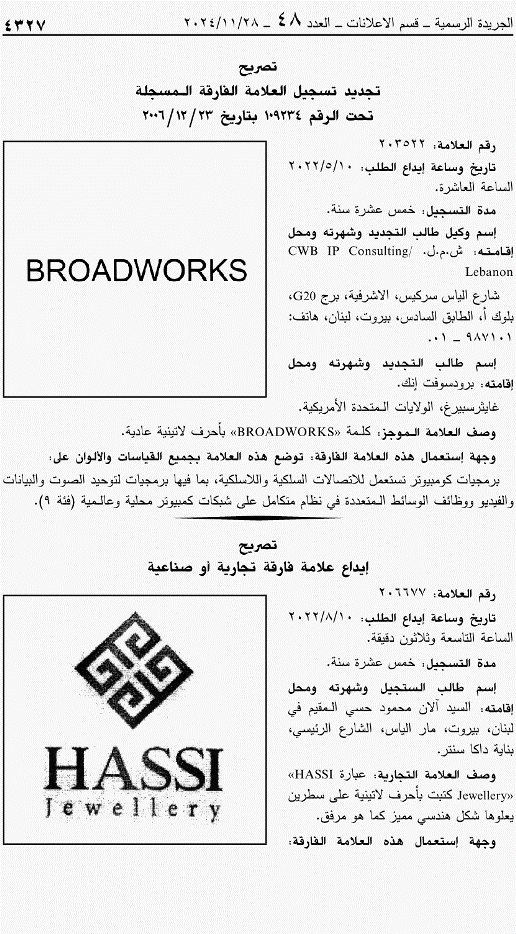 الجريدة الرسمية ــ قسم الاعلانات ــ العدد ٤٨ ــ ٢٠٢٤/١١/٢٨
٤٣٢٧
تصريح
تجديد تسجيل العلامة الفارقة المسجلة
تحت الرقم ١٠٩٢٣٤ بتاريخ ٢٠٠٦/١٢/٢٣
رقم العلامة: ٢٠٣٥٢٢
تاريخ وساعة إيداع الطلب: ٢٠٢٢/٥/١٠
الساعة العاشرة.
مدة التسجيل: خمس عشرة سنة.
إسم وكيل طالب التجديد وشهرته ومحل
إقامته: ش.م.ل. CWB IP Consulting/
Lebanon
شارع الياس سركيس، الاشرفية، برج G20،
بلوك أ، الطابق السادس، بيروت، لبنان، هاتف:
٩٨٧١٠١ ــ ٠١.
إسم طالب التجديد وشهرته ومحل
إقامته: برودسوفت إنك.
غايثرسبيرغ، الولايات المتحدة الأمريكية.
BROADWORKS
وصف العلامة الموجز: كلمة «BROADWORKS» بأحرف لاتينية عادية.
وجهة إستعمال هذه العلامة الفارقة: توضع هذه العلامة بجميع القياسات والألوان على:
برمجيات كومبيوتر تستعمل للاتصالات السلكية واللاسلكية، بما فيها برمجيات لتوحيد الصوت والبيانات
والفيديو ووظائف الوسائط المتعددة في نظام متكامل على شبكات كمبيوتر محلية وعالمية (فئة ٩).
تصريح
إيداع علامة فارقة تجارية أو صناعية
رقم العلامة: ٢٠٦٦٧٧
تاريخ وساعة إيداع الطلب: ٢٠٢٢/٨/١٠
الساعة التاسعة وثلاثون دقيقة.
مدة التسجيل: خمس عشرة سنة.
إسم طالب الستجيل وشهرته ومحل
إقامته: السيد آلان محمود حسي المقيم في
لبنان، بيروت، مار الياس، الشارع الرئيسي،
بناية داكا سنتر.
وصف العلامة التجارية: عبارة «HASSI
Jewellery» كتبت بأحرف لاتينية على سطرين
يعلوها شكل هندسي مميز كما هو مرفق.
وجهة إستعمال هذه العلامة الفارقة:
HASSI
Jewellery